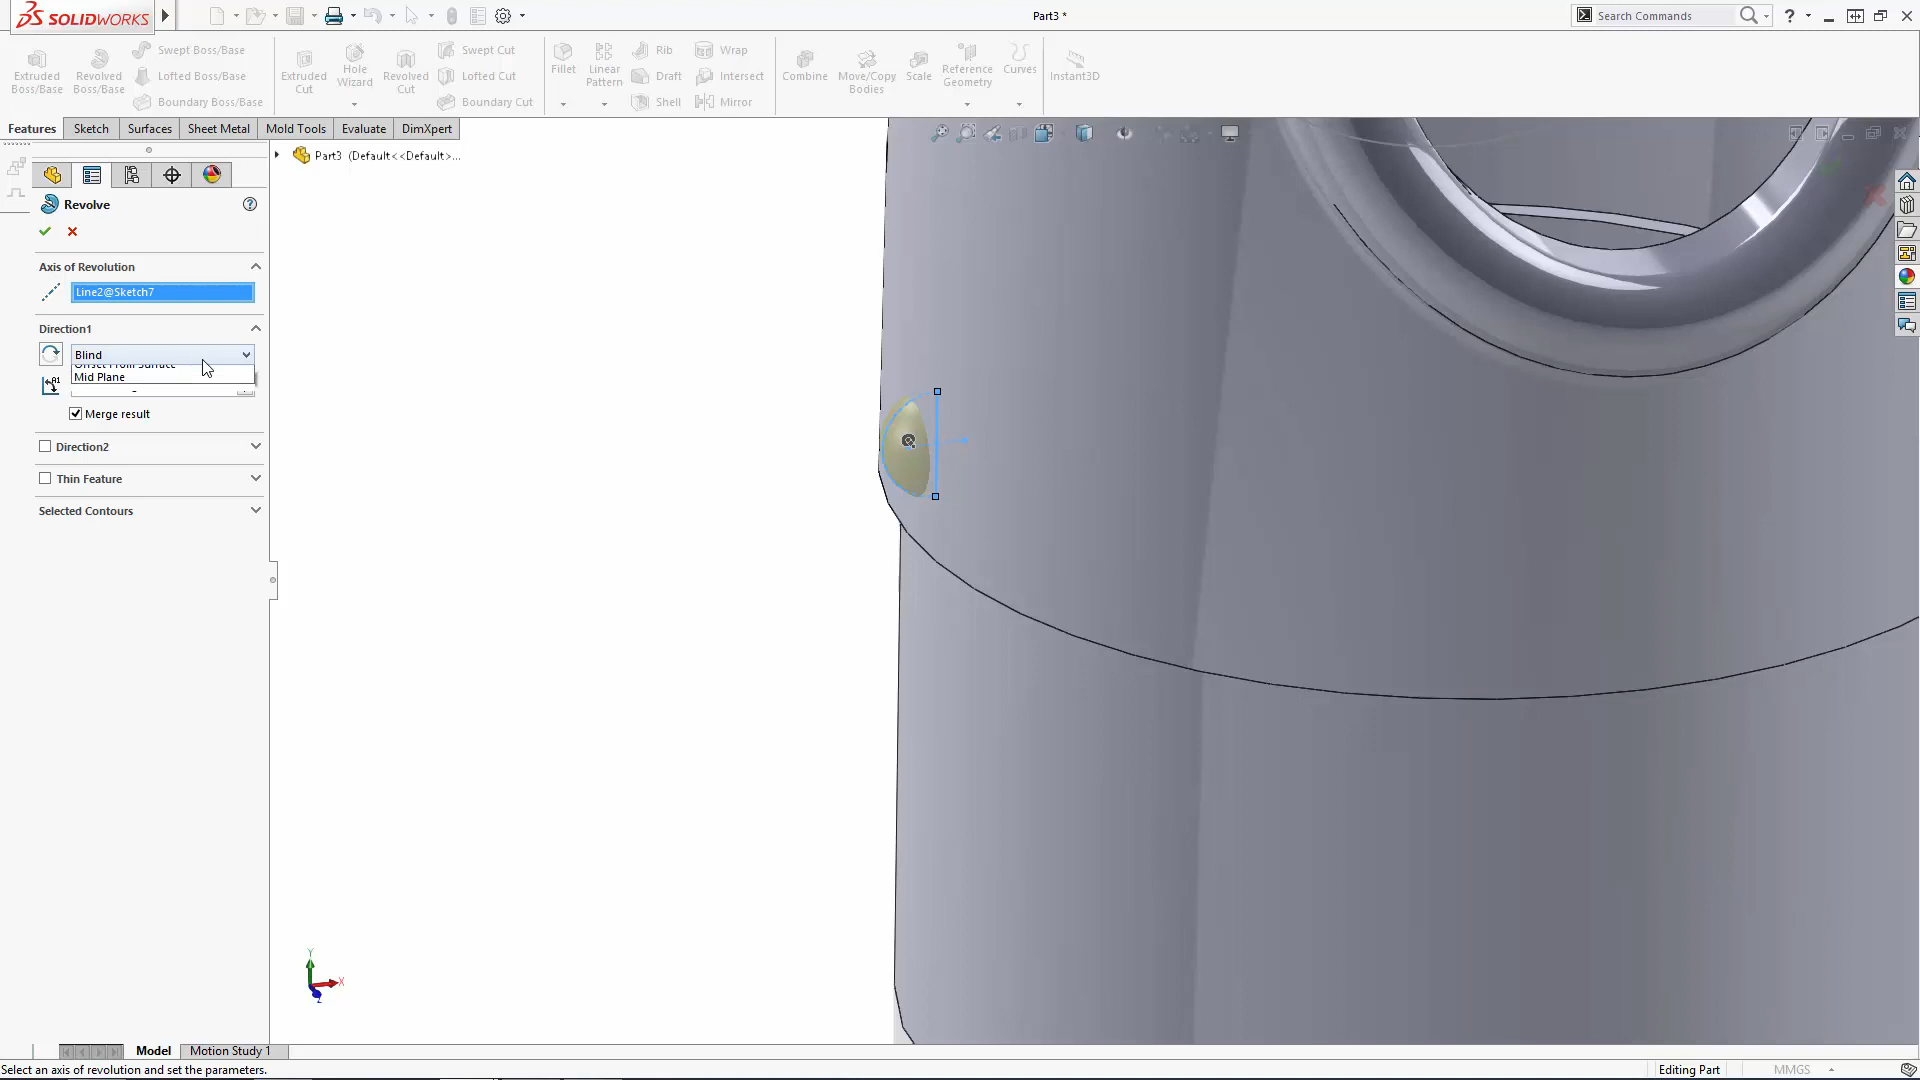 SOLIDWORKS
Part3 *
Search Commands
Extruded Boss/Base
Revolved Boss/Base
Swept Boss/Base
Lofted Boss/Base
Boundary Boss/Base
Extruded Cut
Hole Wizard
Revolved Cut
Swept Cut
Lofted Cut
Boundary Cut
Fillet
Linear Pattern
Rib
Draft
Shell
Wrap
Intersect
Mirror
Combine
Move/Copy Bodies
Scale
Reference Geometry
Curves
Instant3D
Features
Sketch
Surfaces
Sheet Metal
Mold Tools
Evaluate
DimXpert
Part3 (Default<<Default>...
Revolve
Axis of Revolution
Line2@Sketch7
Direction1
Blind
Offset From Surface
Mid Plane
Merge result
Direction2
Thin Feature
Selected Contours
Y
X
Z
Model
Motion Study 1
Select an axis of revolution and set the parameters.
Editing Part
MMGS